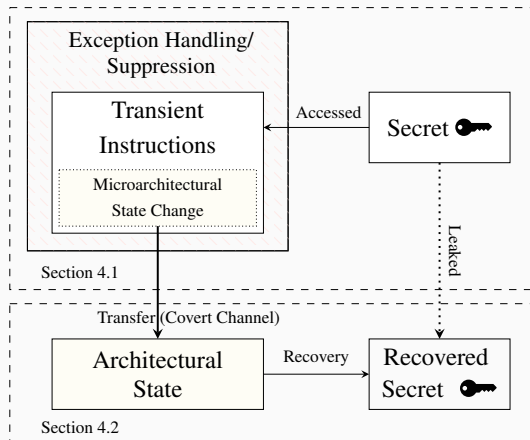 Exception Handling/
Suppression
Transient
Instructions
Microarchitectural
State Change
Accessed
Secret
Leaked
Section 4.1
Transfer (Covert Channel)
Architectural
State
Recovery
Recovered
Secret
Section 4.2